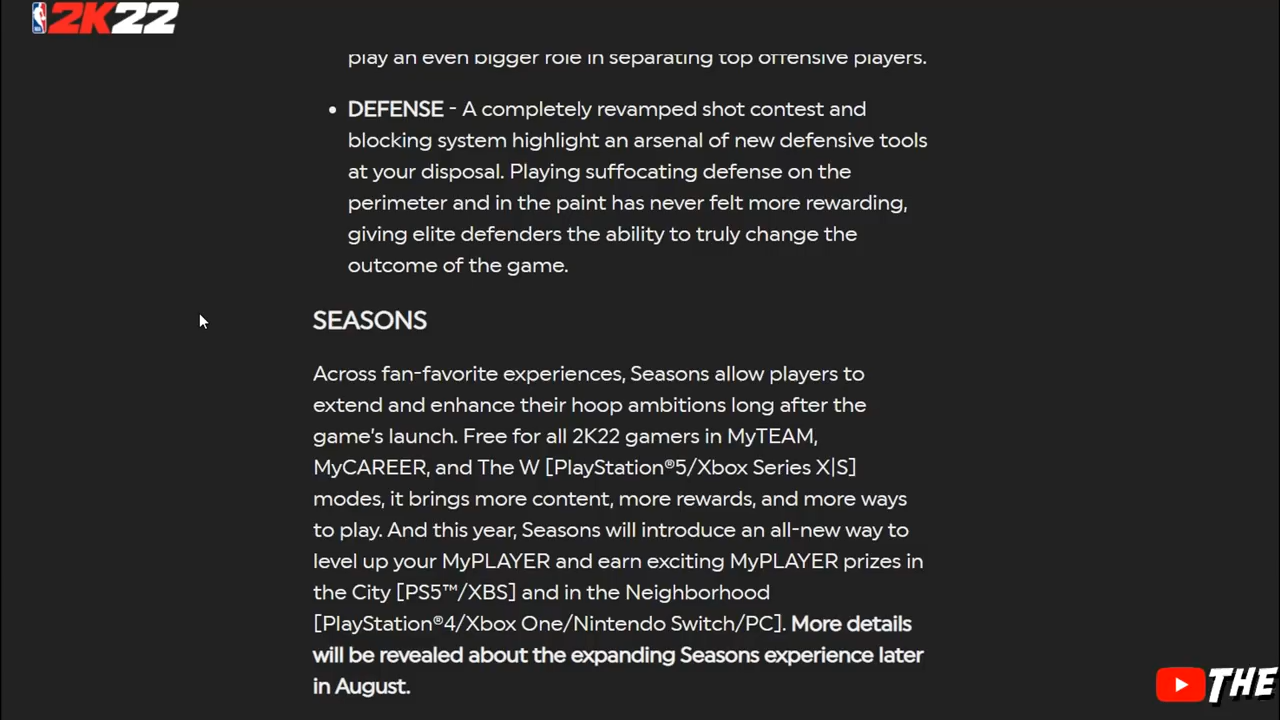 NBA 2K22
play an even bigger role in separating top offensive players.
• DEFENSE - A completely revamped shot contest and
blocking system highlight an arsenal of new defensive tools
at your disposal. Playing suffocating defense on the
perimeter and in the paint has never felt more rewarding,
giving elite defenders the ability to truly change the
outcome of the game.
SEASONS
Across fan-favorite experiences, Seasons allow players to
extend and enhance their hoop ambitions long after the
game's launch. Free for all 2K22 gamers in MyTEAM,
MyCAREER, and The W [PlayStation®5/Xbox Series X|S]
modes, it brings more content, more rewards, and more ways
to play. And this year, Seasons will introduce an all-new way to
level up your MyPLAYER and earn exciting MyPLAYER prizes in
the City [PS5™/XBS] and in the Neighborhood
[PlayStation®4/Xbox One/Nintendo Switch/PC]. More details
will be revealed about the expanding Seasons experience later
in August.
THE